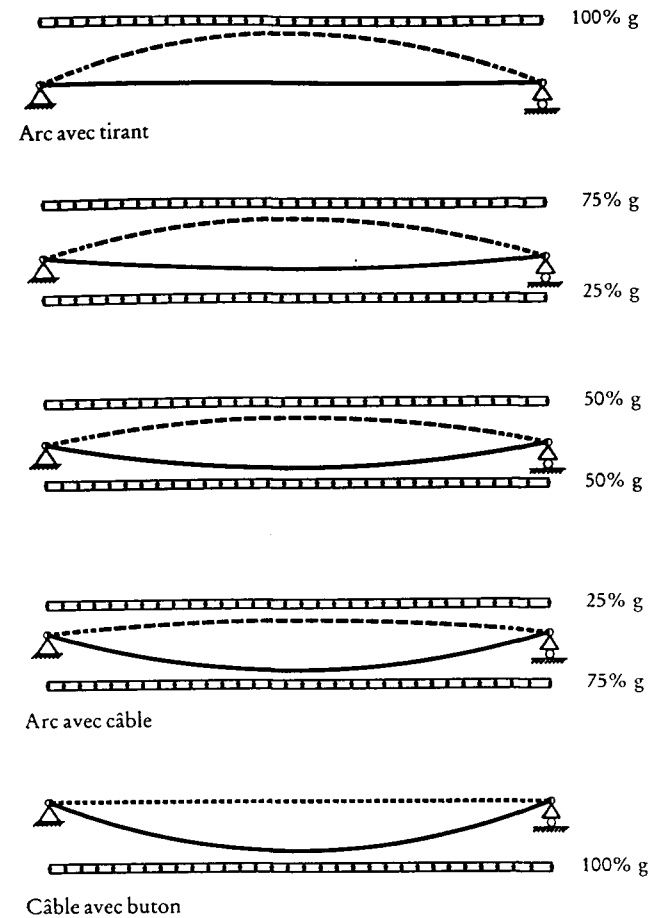 100% g
Arc avec tirant
75% g
25% g
50% g
50% g
25% g
75% g
Arc avec câble
100% g
Câble avec buton